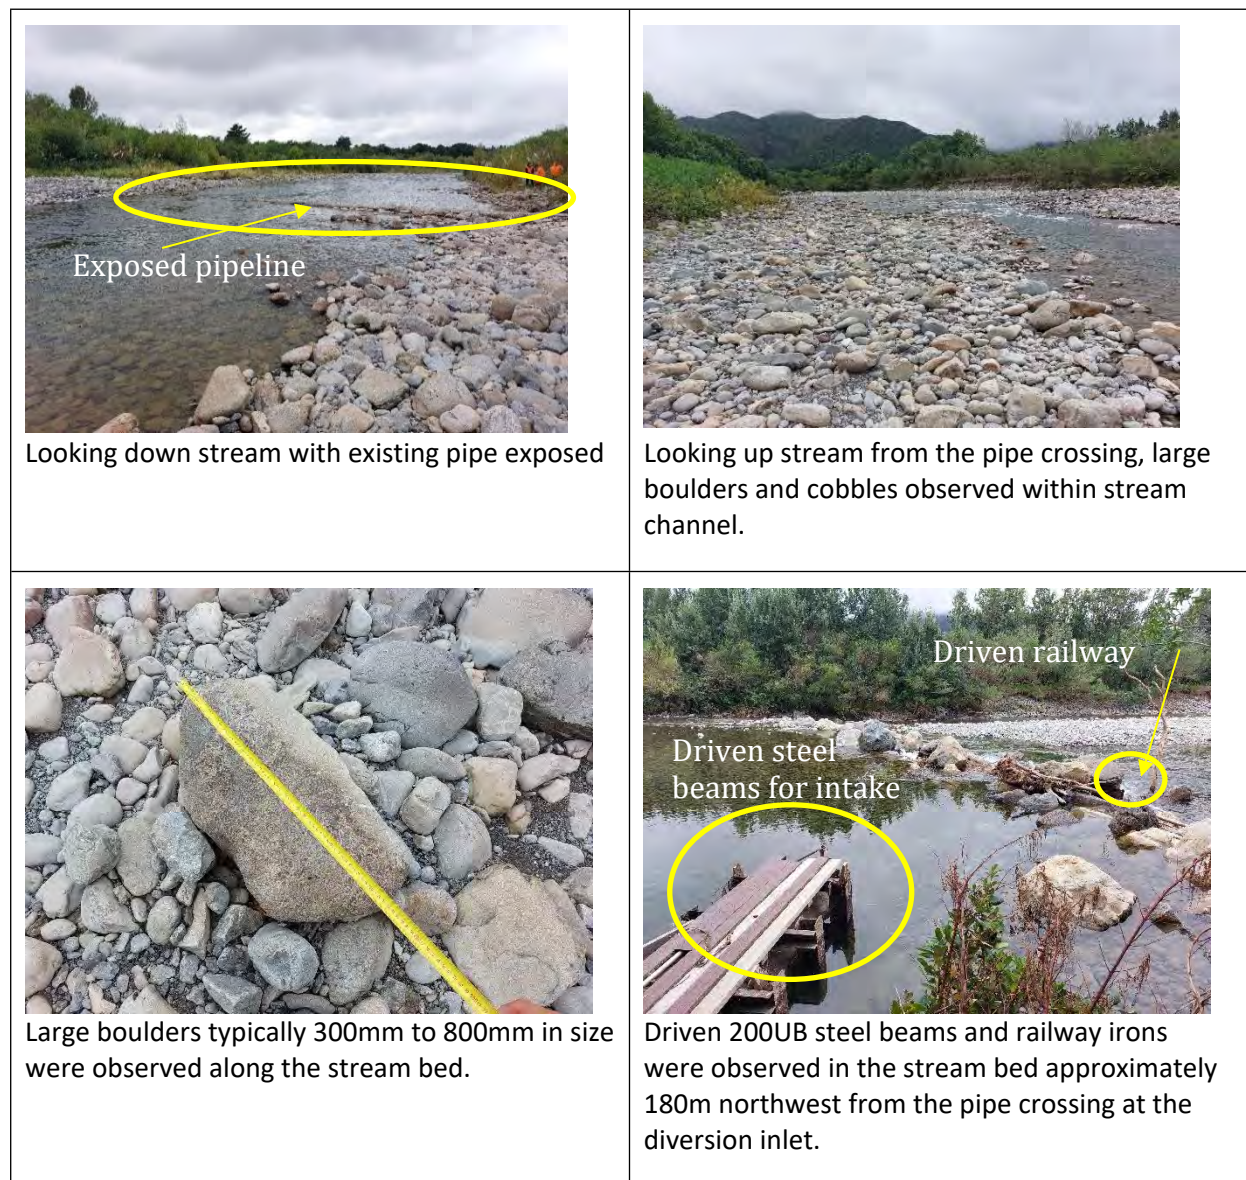 Exposed pipeline
Looking down stream with existing pipe exposed
Looking up stream from the pipe crossing, large
boulders and cobbles observed within stream
channel.
Large boulders typically 300mm to 800mm in size
were observed along the stream bed.
Driven railway
Driven steel
beams for intake
Driven 200UB steel beams and railway irons
were observed in the stream bed approximately
180m northwest from the pipe crossing at the
diversion inlet.